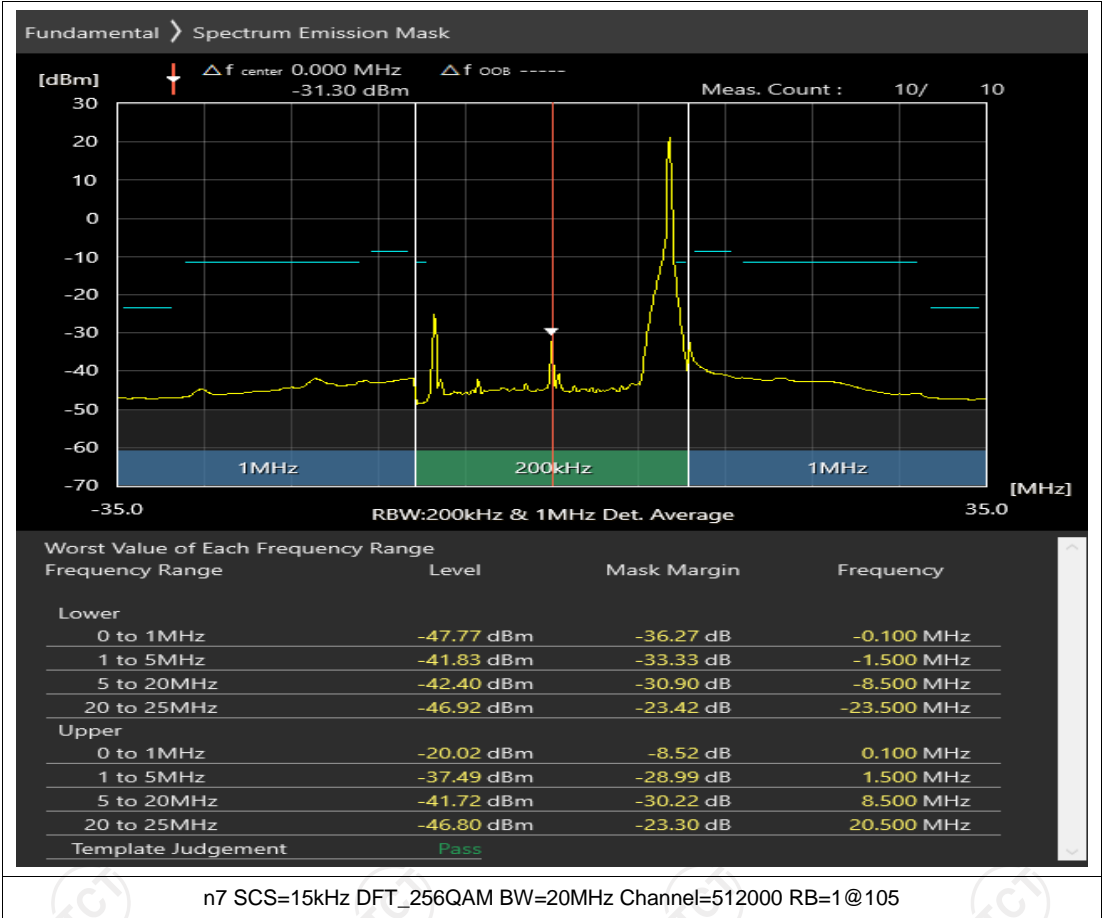 Fundamental ❯ Spectrum Emission Mask
[dBm] △f center 0.000 MHz △f OOB -----
-31.30 dBm Meas. Count : 10/ 10
30
20
10
0
-10
-20
-30
-40
-50
-60
-70
1MHz 200kHz 1MHz
[MHz]
-35.0 RBW:200kHz & 1MHz Det. Average 35.0
Worst Value of Each Frequency Range
Frequency Range Level Mask Margin Frequency
Lower
0 to 1MHz -47.77 dBm -36.27 dB -0.100 MHz
1 to 5MHz -41.83 dBm -33.33 dB -1.500 MHz
5 to 20MHz -42.40 dBm -30.90 dB -8.500 MHz
20 to 25MHz -46.92 dBm -23.42 dB -23.500 MHz
Upper
0 to 1MHz -20.02 dBm -8.52 dB 0.100 MHz
1 to 5MHz -37.49 dBm -28.99 dB 1.500 MHz
5 to 20MHz -41.72 dBm -30.22 dB 8.500 MHz
20 to 25MHz -46.80 dBm -23.30 dB 20.500 MHz
Template Judgement Pass
n7 SCS=15kHz DFT_256QAM BW=20MHz Channel=512000 RB=1@105
TCT TCT TCT TCT